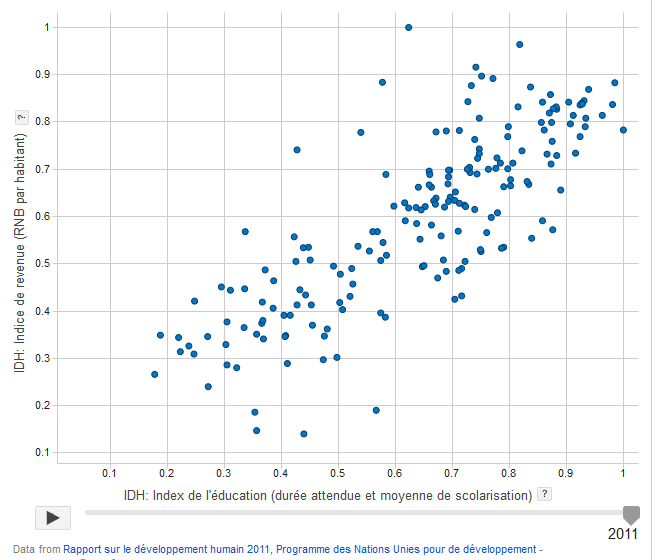 1
0.9
0.8
0.7
0.6
0.5
0.4
0.3
0.2
0.1
IDH: Indice de revenue (RNB par habitant) ?
0.1 0.2 0.3 0.4 0.5 0.6 0.7 0.8 0.9 1
IDH: Index de l'éducation (durée attendue et moyenne de scolarisation) ?
2011
Data from Rapport sur le développement humain 2011, Programme des Nations Unies pour de développement -